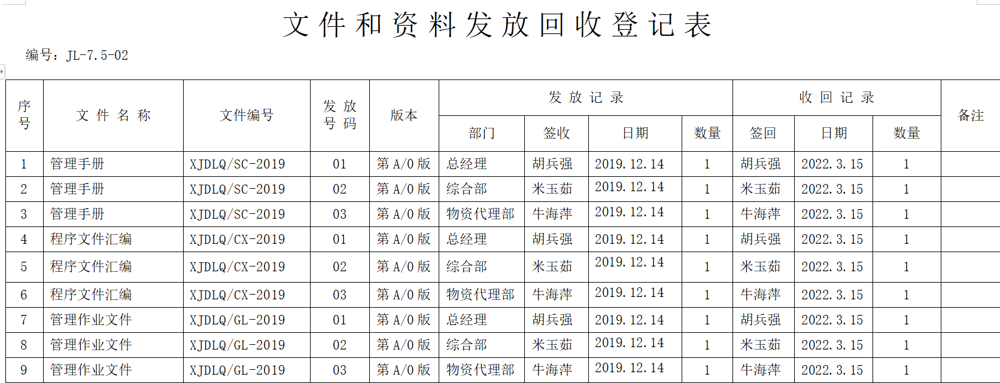 文件和资料发放回收登记表
编号：JL-7.5-02
序号 文件名称 文件编号 发放号码 版本 发放记录 收回记录 备注
部门 签收 日期 数量 签回 日期 数量
1 管理手册 XJDLQ/SC-2019 01 第 A/0 版 总经理 胡兵强 2019.12.14 1 胡兵强 2022.3.15 1
2 管理手册 XJDLQ/SC-2019 02 第 A/0 版 综合部 米玉茹 2019.12.14 1 米玉茹 2022.3.15 1
3 管理手册 XJDLQ/SC-2019 03 第 A/0 版 物资代理部 牛海萍 2019.12.14 1 牛海萍 2022.3.15 1
4 程序文件汇编 XJDLQ/CX-2019 01 第 A/0 版 总经理 胡兵强 2019.12.14 1 胡兵强 2022.3.15 1
5 程序文件汇编 XJDLQ/CX-2019 02 第 A/0 版 综合部 米玉茹 2019.12.14 1 米玉茹 2022.3.15 1
6 程序文件汇编 XJDLQ/CX-2019 03 第 A/0 版 物资代理部 牛海萍 2019.12.14 1 牛海萍 2022.3.15 1
7 管理作业文件 XJDLQ/GL-2019 01 第 A/0 版 总经理 胡兵强 2019.12.14 1 胡兵强 2022.3.15 1
8 管理作业文件 XJDLQ/GL-2019 02 第 A/0 版 综合部 米玉茹 2019.12.14 1 米玉茹 2022.3.15 1
9 管理作业文件 XJDLQ/GL-2019 03 第 A/0 版 物资代理部 牛海萍 2019.12.14 1 牛海萍 2022.3.15 1